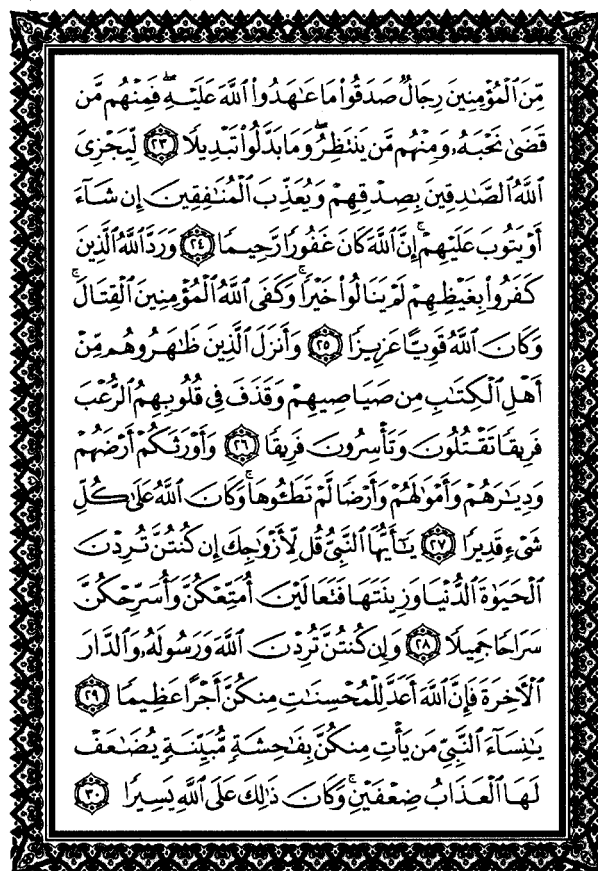 مِّنَ ٱلْمُؤْمِنِينَ رِجَالٌ صَدَقُوا۟ مَا عَـٰهَدُوا۟ ٱللَّهَ عَلَيْهِ ۖ فَمِنْهُم مَّن
قَضَىٰ نَحْبَهُۥ وَمِنْهُم مَّن يَنتَظِرُ ۖ وَمَا بَدَّلُوا۟ تَبْدِيلًا ٢٣ لِّيَجْزِىَ
ٱللَّهُ ٱلصَّـٰدِقِينَ بِصِدْقِهِمْ وَيُعَذِّبَ ٱلْمُنَـٰفِقِينَ إِن شَآءَ
أَوْ يَتُوبَ عَلَيْهِمْ ۚ إِنَّ ٱللَّهَ كَانَ غَفُورًا رَّحِيمًا ٢٤ وَرَدَّ ٱللَّهُ ٱلَّذِينَ
كَفَرُوا۟ بِغَيْظِهِمْ لَمْ يَنَالُوا۟ خَيْرًا ۚ وَكَفَى ٱللَّهُ ٱلْمُؤْمِنِينَ ٱلْقِتَالَ ۚ
وَكَانَ ٱللَّهُ قَوِيًّا عَزِيزًا ٢٥ وَأَنزَلَ ٱلَّذِينَ ظَـٰهَرُوهُم مِّنْ
أَهْلِ ٱلْكِتَـٰبِ مِن صَيَاصِيهِمْ وَقَذَفَ فِى قُلُوبِهِمُ ٱلرُّعْبَ
فَرِيقًا تَقْتُلُونَ وَتَأْسِرُونَ فَرِيقًا ٢٦ وَأَوْرَثَكُمْ أَرْضَهُمْ
وَدِيَـٰرَهُمْ وَأَمْوَٰلَهُمْ وَأَرْضًا لَّمْ تَطَـُٔوهَا ۚ وَكَانَ ٱللَّهُ عَلَىٰ كُلِّ
شَىْءٍ قَدِيرًا ٢٧ يَـٰٓأَيُّهَا ٱلنَّبِىُّ قُل لِّأَزْوَٰجِكَ إِن كُنتُنَّ تُرِدْنَ
ٱلْحَيَوٰةَ ٱلدُّنْيَا وَزِينَتَهَا فَتَعَالَيْنَ أُمَتِّعْكُنَّ وَأُسَرِّحْكُنَّ
سَرَاحًا جَمِيلًا ٢٨ وَإِن كُنتُنَّ تُرِدْنَ ٱللَّهَ وَرَسُولَهُۥ وَٱلدَّارَ
ٱلْـَٔاخِرَةَ فَإِنَّ ٱللَّهَ أَعَدَّ لِلْمُحْسِنَـٰتِ مِنكُنَّ أَجْرًا عَظِيمًا ٢٩
يَـٰنِسَآءَ ٱلنَّبِىِّ مَن يَأْتِ مِنكُنَّ بِفَـٰحِشَةٍ مُّبَيِّنَةٍ يُضَـٰعَفْ
لَهَا ٱلْعَذَابُ ضِعْفَيْنِ ۚ وَكَانَ ذَٰلِكَ عَلَى ٱللَّهِ يَسِيرًا ٣٠